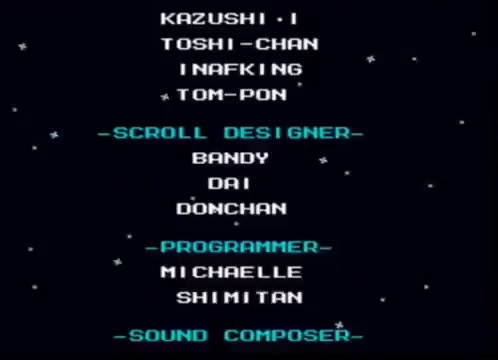 KAZUSHI·I
TOSHI-CHAN
INAFKING
TOM-PON
-SCROLL DESIGNER-
BANDY
DAI
DONCHAN
-PROGRAMMER-
MICHAELLE
SHIMITAN
-SOUND COMPOSER-